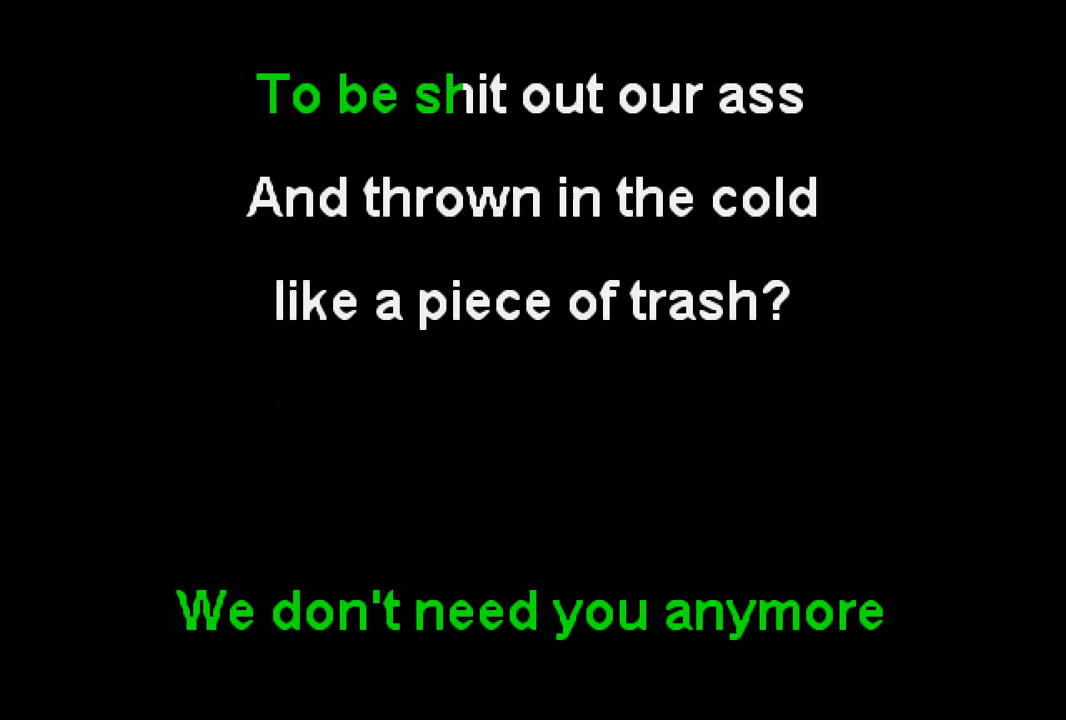 To be shit out our ass
And thrown in the cold
like a piece of trash?
We don't need you anymore